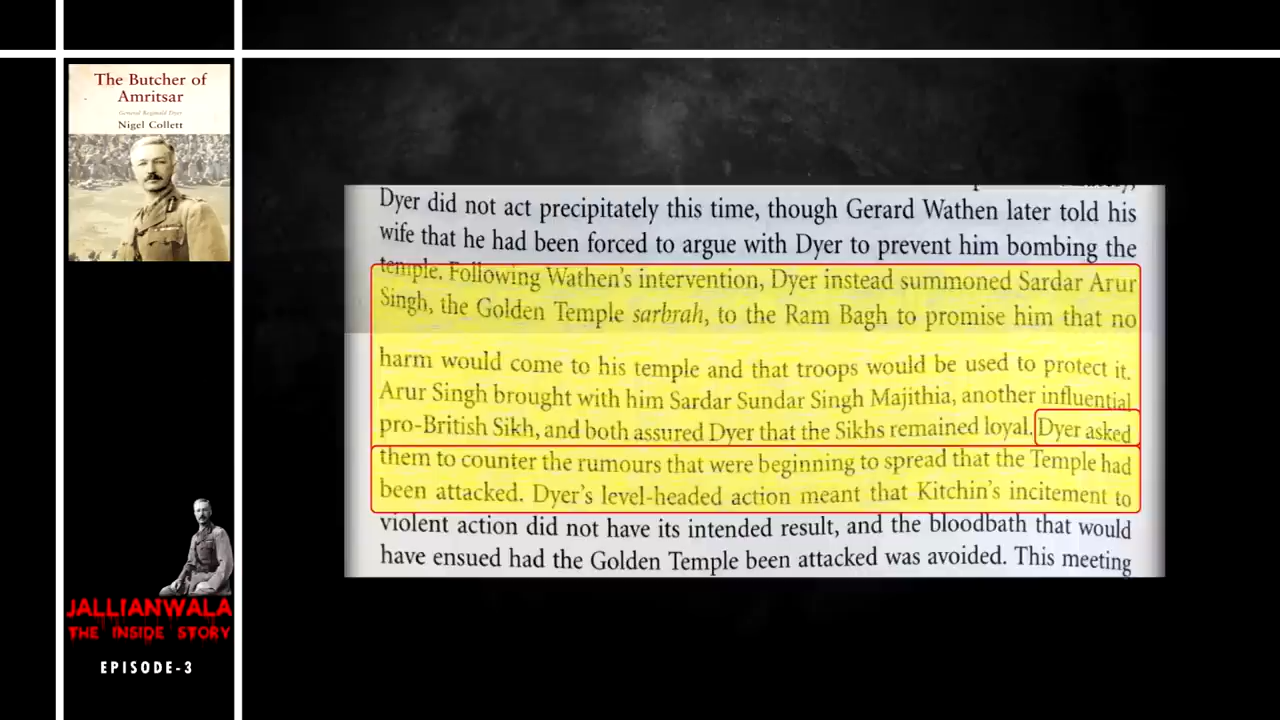 The Butcher of
Amritsar
General Reginald Dyer
Nigel Collett
JALLIANWALA
THE INSIDE STORY
EPISODE-3
Dyer did not act precipitately this time, though Gerard Wathen later told his
wife that he had been forced to argue with Dyer to prevent him bombing the
temple. Following Wathen's intervention, Dyer instead summoned Sardar Arur
Singh, the Golden Temple sarbrah, to the Ram Bagh to promise him that no
harm would come to his temple and that troops would be used to protect it.
Arur Singh brought with him Sardar Sundar Singh Majithia, another influential
pro-British Sikh, and both assured Dyer that the Sikhs remained loyal. Dyer asked
them to counter the rumours that were beginning to spread that the Temple had
been attacked. Dyer's level-headed action meant that Kitchin's incitement to
violent action did not have its intended result, and the bloodbath that would
have ensued had the Golden Temple been attacked was avoided. This meeting